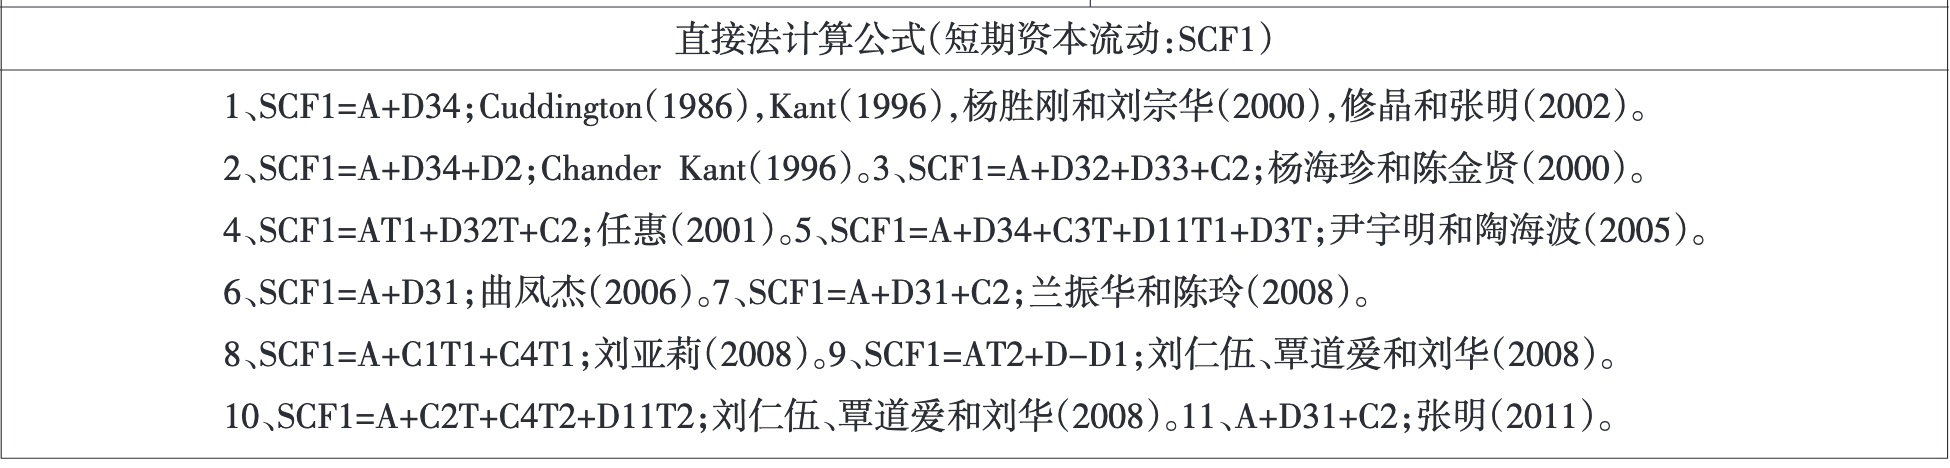 直接法计算公式(短期资本流动:SCF1)
1、SCF1=A+D34;Cuddington(1986),Kant(1996),杨胜刚和刘宗华(2000),修晶和张明(2002)。
2、SCF1=A+D34+D2;Chander Kant(1996)。3、SCF1=A+D32+D33+C2;杨海珍和陈金贤(2000)。
4、SCF1=AT1+D32T+C2;任惠(2001)。5、SCF1=A+D34+C3T+D11T1+D3T;尹宇明和陶海波(2005)。
6、SCF1=A+D31;曲凤杰(2006)。7、SCF1=A+D31+C2;兰振华和陈玲(2008)。
8、SCF1=A+C1T1+C4T1;刘亚莉(2008)。9、SCF1=AT2+D-D1;刘仁伍、覃道爱和刘华(2008)。
10、SCF1=A+C2T+C4T2+D11T2;刘仁伍、覃道爱和刘华(2008)。11、A+D31+C2;张明(2011)。